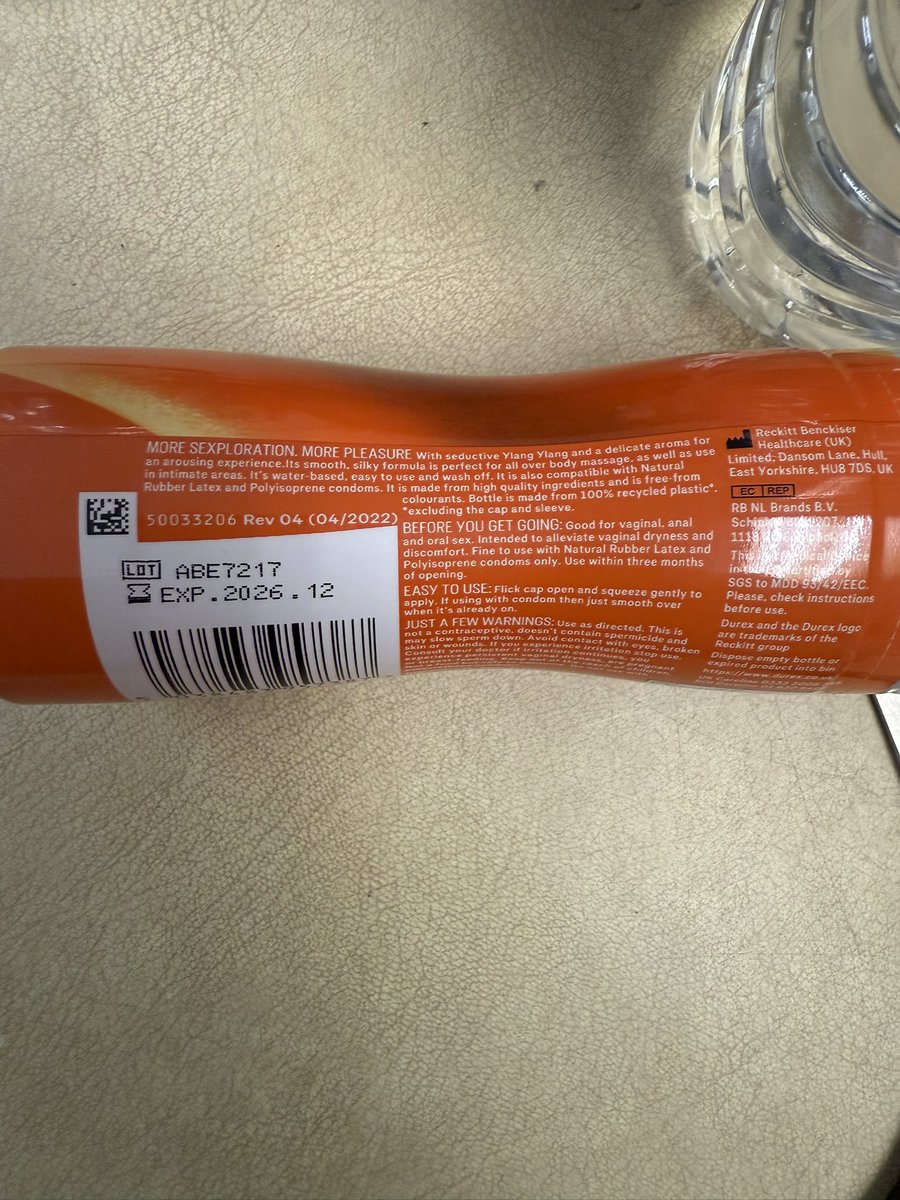 MORE SEXPLORATION. MORE PLEASURE With seductive Ylang Ylang and a delicate aroma for
an arousing experience.Its smooth, silky formula is perfect for all over body massage, as well as use
in intimate areas. It's water-based, easy to use and wash off. It is also compatible with Natural
Rubber Latex and Polyisoprene condoms. It is made from high quality ingredients and is free-from
colourants. Bottle is made from 100% recycled plastic*.
*excluding the cap and sleeve.
50033206 Rev 04 (04/2022)
LOT ABE7217
EXP.2026.12
BEFORE YOU GET GOING: Good for vaginal, anal
and oral sex. Intended to alleviate vaginal dryness and
discomfort. Fine to use with Natural Rubber Latex and
Polyisoprene condoms only. Use within three months
of opening.
EASY TO USE: Flick cap open and squeeze gently to
apply. If using with condom then just smooth over
when it's already on.
JUST A FEW WARNINGS: Use as directed. This is
not a contraceptive, doesn't contain spermicide and
may slow sperm down. Avoid contact with eyes, broken
skin or wounds. If you experience irritation stop use.
Consult your doctor if irritation continues, you
Reckitt Benckiser
Healthcare (UK)
Limited, Dansom Lane, Hull,
East Yorkshire, HU8 7DS, UK
EC REP
RB NL Brands B.V.
SGS to MDD 93/42/EEC.
Please, check instructions
before use.
Durex and the Durex logo
are trademarks of the
Reckitt group
Dispose empty bottle or
expired product into bin
https://www.durex.co.uk